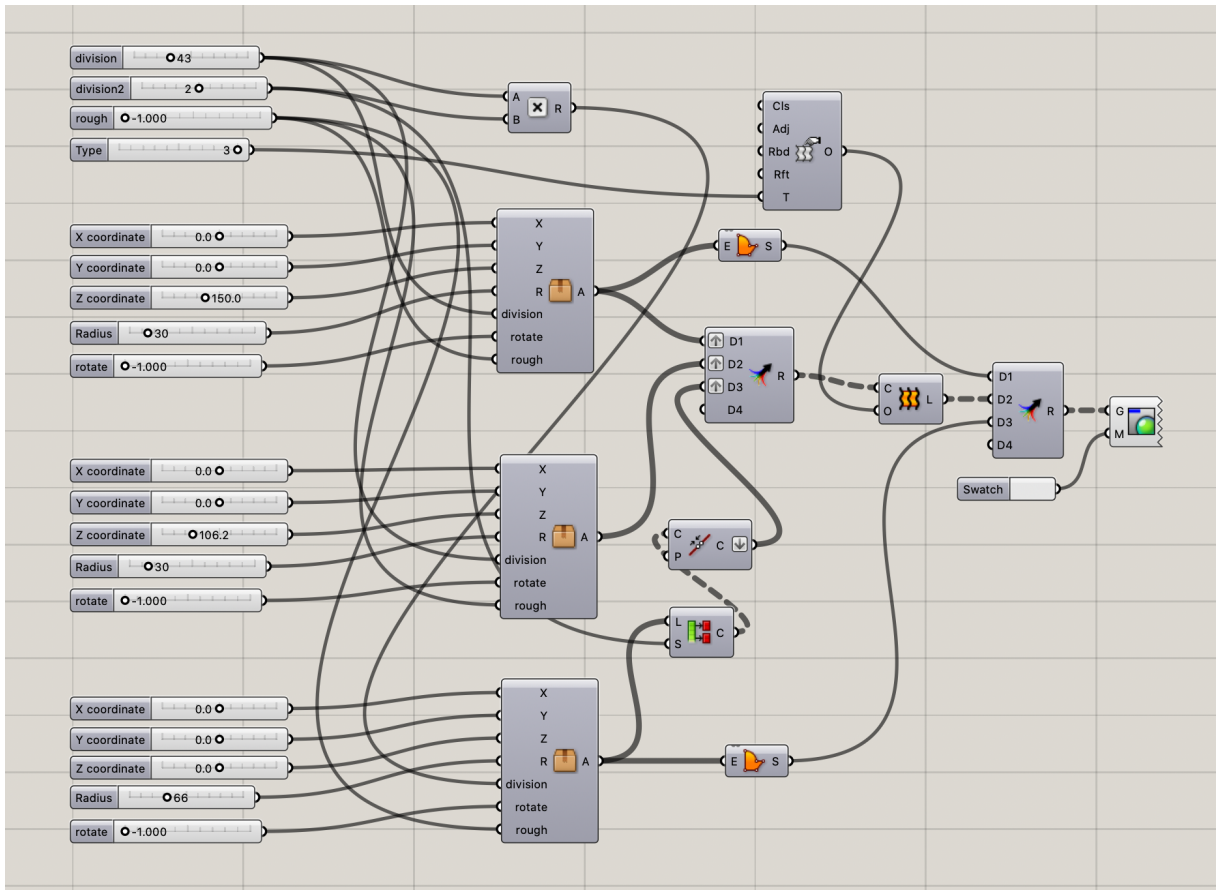 division 43
division2 2
rough -1.000
Type 3
A
B
R
Cls
Adj
Rbd
Rft
T
O
X coordinate 0.0
Y coordinate 0.0
Z coordinate 150.0
Radius 30
rotate -1.000
X
Y
Z
R
division
rotate
rough
A
E S
D1
D2
D3
D4
R
C
O
L
D1
D2
D3
D4
R
G
M
Swatch
X coordinate 0.0
Y coordinate 0.0
Z coordinate 106.2
Radius 30
rotate -1.000
X
Y
Z
R
division
rotate
rough
A
C
P
C
L
S
C
X coordinate 0.0
Y coordinate 0.0
Z coordinate 0.0
Radius 66
rotate -1.000
X
Y
Z
R
division
rotate
rough
A
E S